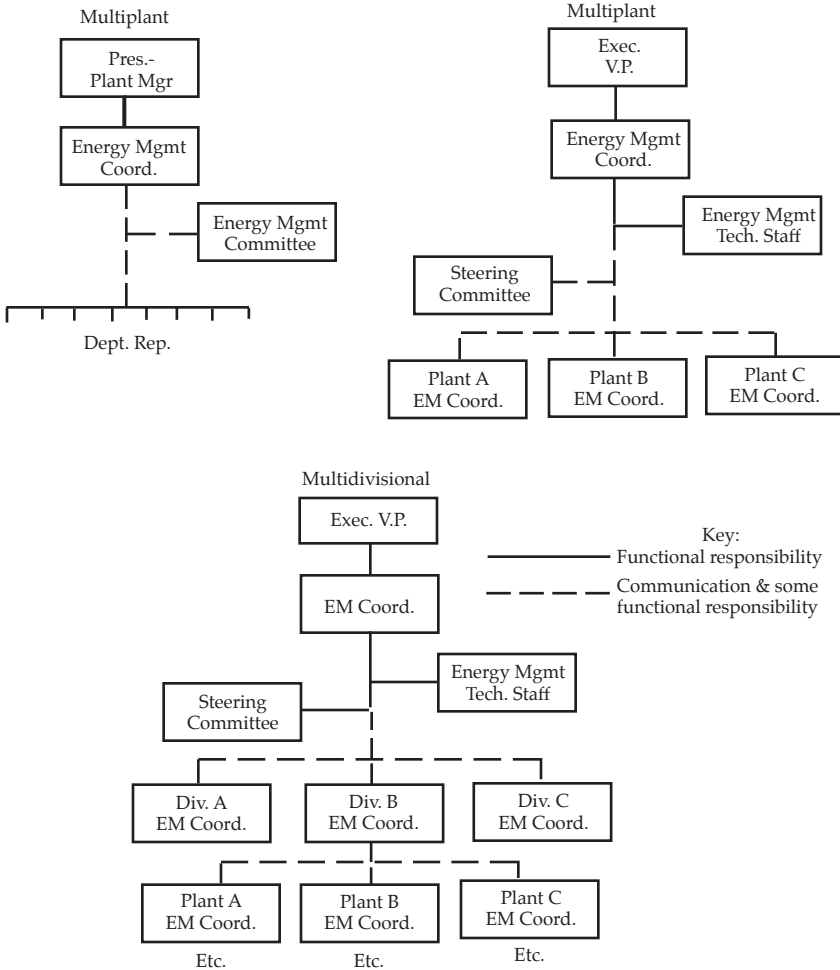 Multiplant
Pres.-
Plant Mgr
Energy Mgmt
Coord.
Energy Mgmt
Committee
Dept. Rep.
Multiplant
Exec.
V.P.
Energy Mgmt
Coord.
Energy Mgmt
Tech. Staff
Steering
Committee
Plant A
EM Coord.
Plant B
EM Coord.
Plant C
EM Coord.
Multidivisional
Exec. V.P.
EM Coord.
Energy Mgmt
Tech. Staff
Steering
Committee
Div. A
EM Coord.
Div. B
EM Coord.
Div. C
EM Coord.
Plant A
EM Coord.
Plant B
EM Coord.
Plant C
EM Coord.
Etc.
Etc.
Etc.
Key:
Functional responsibility
Communication & some
functional responsibility